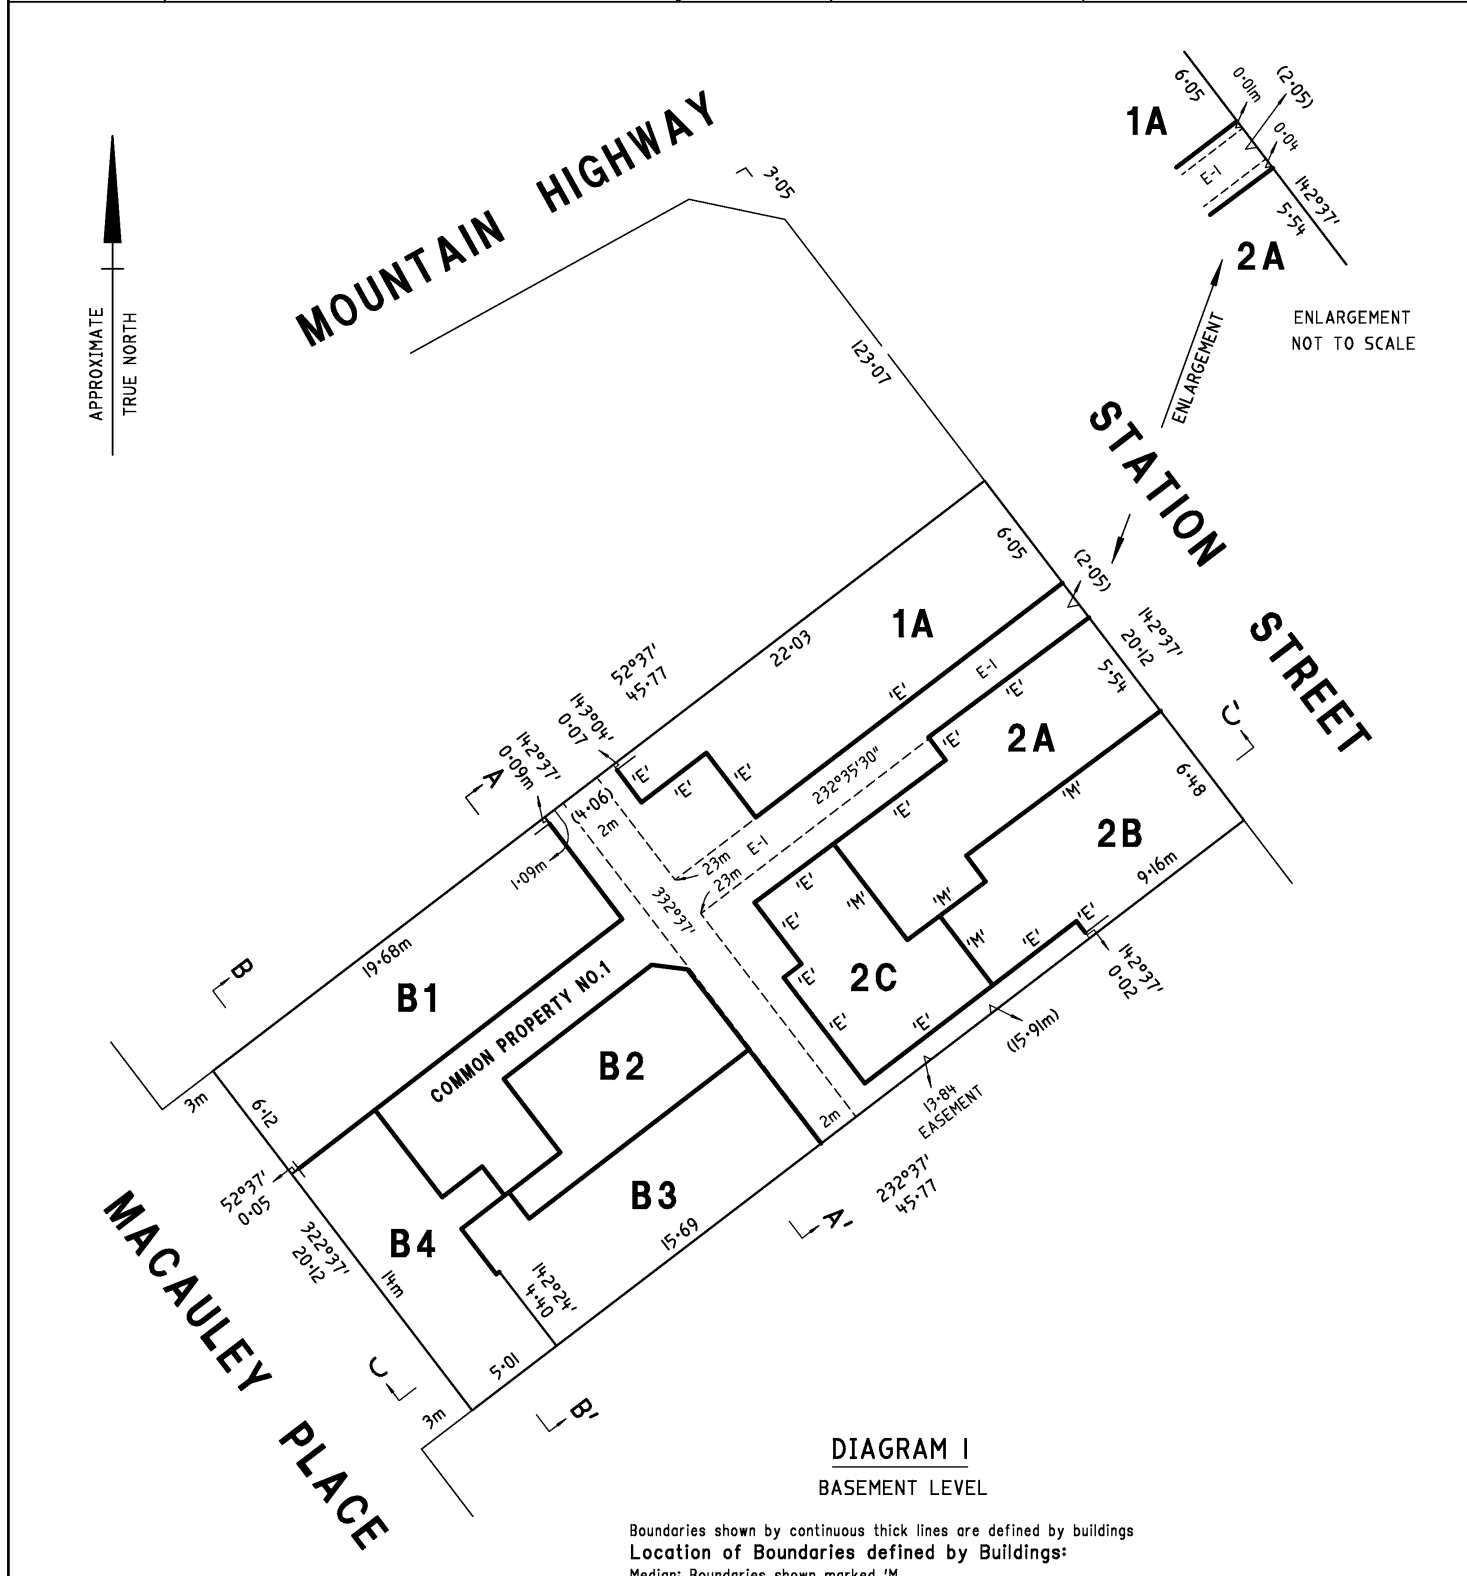 MOUNTAIN HIGHWAY
3·05
123·07
APPROXIMATE
TRUE NORTH
6·05
0·01m
(2·05)
1A
0·04
E-1
142°37'
5·54
2A
ENLARGEMENT
ENLARGEMENT
NOT TO SCALE
STATION STREET
6·05
(2·05)
142°37'
20·12
1A
22·03
52°37'
45·77
143°04'
0·07
142°37'
0·09m
A
'E'
E-1
'E'
5·54
C'
2A
'E'
'E'
'E'
'E'
232°35'30"
(4·06)
2m
'E'
'M'
6·48
2B
9·16m
23m
E-1
23m
1·09m
332°37'
'E'
'M'
'M'
'E'
'E'
'E'
'M'
'E'
142°37'
0·02
2C
'E'
'E'
(15·91m)
19·68m
B
B1
COMMON PROPERTY NO.1
B2
13·84
EASEMENT
2m
3m
6·12
52°37'
0·05
B3
232°37'
45·77
A'
15·69
B4
322°37'
20·12
14m
142°24'
4·40
MACAULEY PLACE
C
5·01
3m
B'
DIAGRAM 1
BASEMENT LEVEL
Boundaries shown by continuous thick lines are defined by buildings
Location of Boundaries defined by Buildings:
Median: Boundaries shown marked 'M